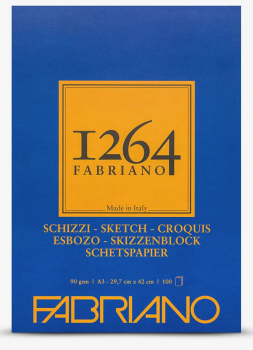 1264
FABRIANO
Made in Italy
SCHIZZI - SKETCH - CROQUIS
ESBOZO - SKIZZENBLOCK
SCHETSPAPIER
90 gsm | A3 - 29,7 cm x 42 cm | 100
FABRIANO